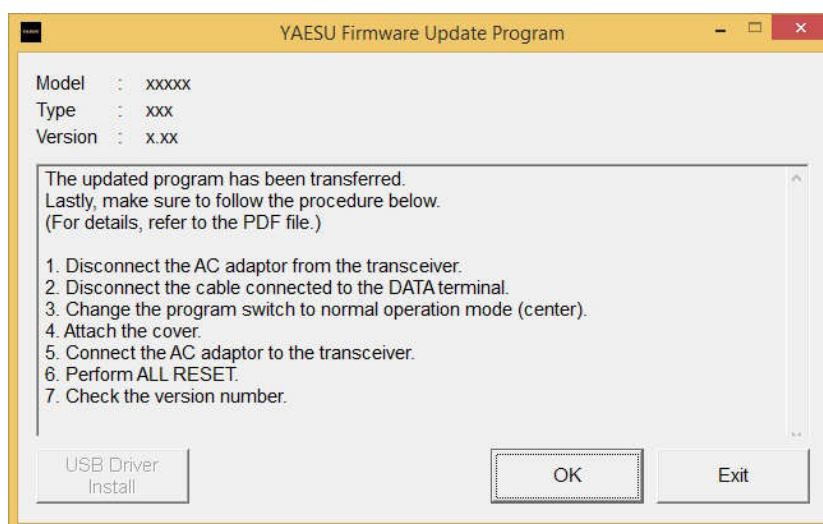 YAESU Firmware Update Program
Model : xxxxx
Type : xxx
Version : x.xx
The updated program has been transferred.
Lastly, make sure to follow the procedure below.
(For details, refer to the PDF file.)
1. Disconnect the AC adaptor from the transceiver.
2. Disconnect the cable connected to the DATA terminal.
3. Change the program switch to normal operation mode (center).
4. Attach the cover.
5. Connect the AC adaptor to the transceiver.
6. Perform ALL RESET.
7. Check the version number.
USB Driver
Install
OK
Exit